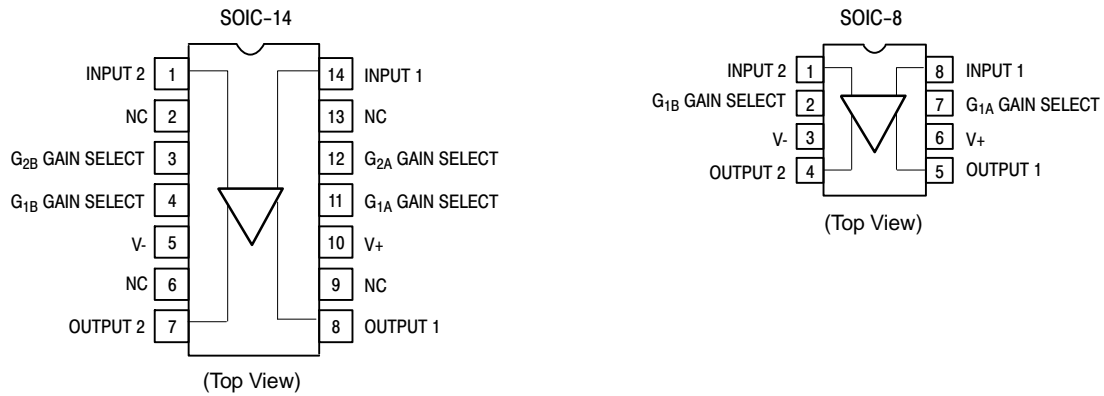 SOIC-14
INPUT 2 1 14 INPUT 1
NC 2 13 NC
G2B GAIN SELECT 3 12 G2A GAIN SELECT
G1B GAIN SELECT 4 11 G1A GAIN SELECT
V- 5 10 V+
NC 6 9 NC
OUTPUT 2 7 8 OUTPUT 1
(Top View)
SOIC-8
INPUT 2 1 8 INPUT 1
G1B GAIN SELECT 2 7 G1A GAIN SELECT
V- 3 6 V+
OUTPUT 2 4 5 OUTPUT 1
(Top View)